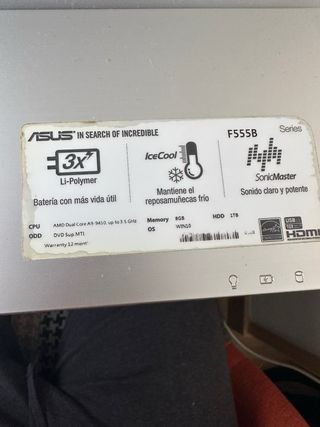 ASUS IN SEARCH OF INCREDIBLE
F555B Series
3x
IceCool
Li-Polymer
SonicMaster
Batería con más vida útil
Mantiene el
reposamuñecas frío
Sonido claro y potente
CPU AMD Dual Core A9-9410, up to 3.5 GHz Memory 8GB HDD 1TB
ODD DVD Sup.MTL OS WIN10
Warranty 12 month
USB
HDMI